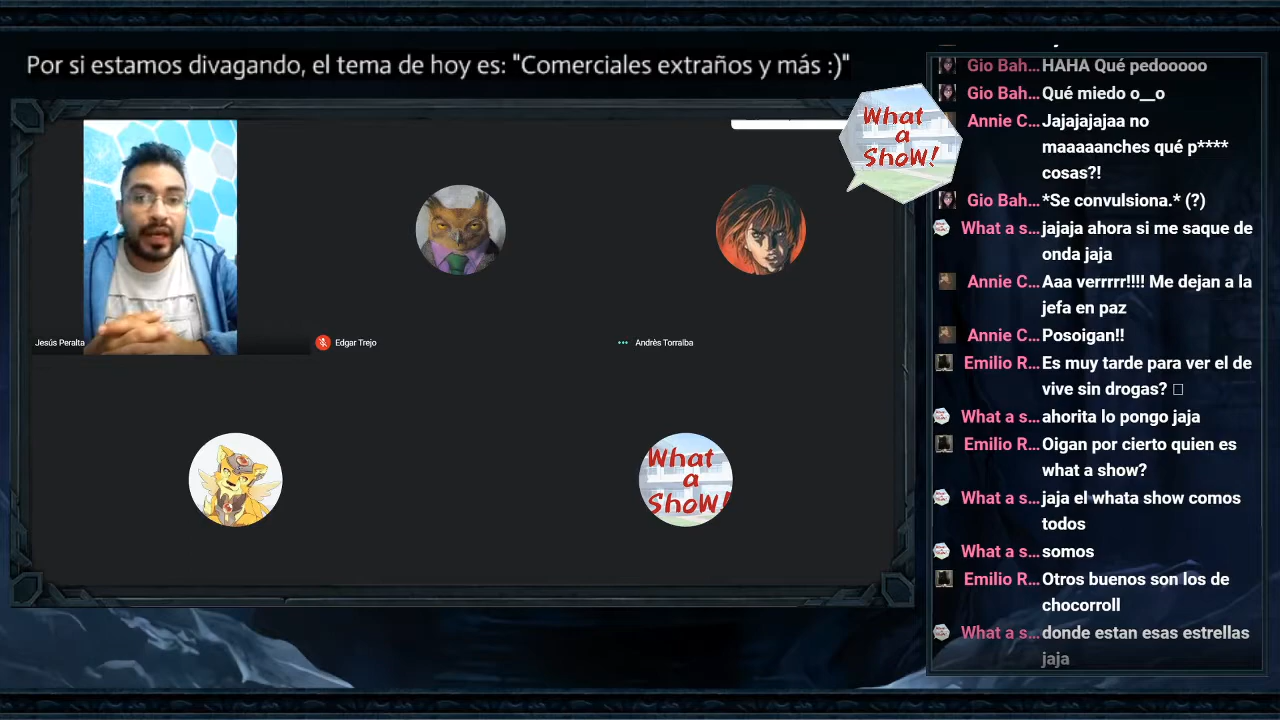 Por si estamos divagando, el tema de hoy es: "Comerciales extraños y más :)"
What
a
ShoW!
Jesús Peralta
Edgar Trejo
Andrès Torralba
What
a
ShoW!
Gio Bah... HAHA Qué pedooooo
Gio Bah... Qué miedo o__o
Annie C... Jajajajajaa no
maaaaanches qué p****
cosas?!
Gio Bah... *Se convulsiona.* (?)
What a s... jajaja ahora si me saque de
onda jaja
Annie C... Aaa verrrrr!!!! Me dejan a la
jefa en paz
Annie C... Posoigan!!
Emilio R... Es muy tarde para ver el de
vive sin drogas? □
What a s... ahorita lo pongo jaja
Emilio R... Oigan por cierto quien es
what a show?
What a s... jaja el whata show comos
todos
What a s... somos
Emilio R... Otros buenos son los de
chocorroll
What a s... donde estan esas estrellas
jaja